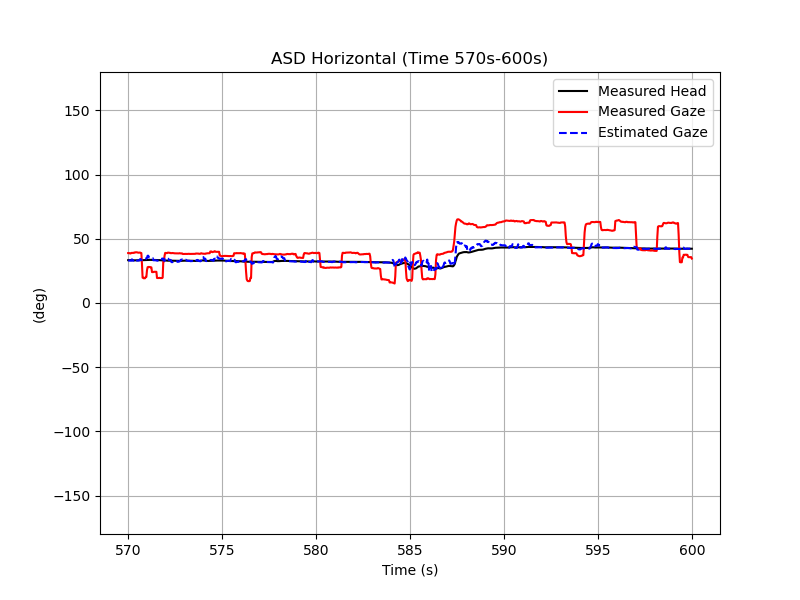 ASD Horizontal (Time 570s-600s)
Measured Head
Measured Gaze
Estimated Gaze
150
100
50
0
−50
−100
−150
(deg)
570 575 580 585 590 595 600
Time (s)